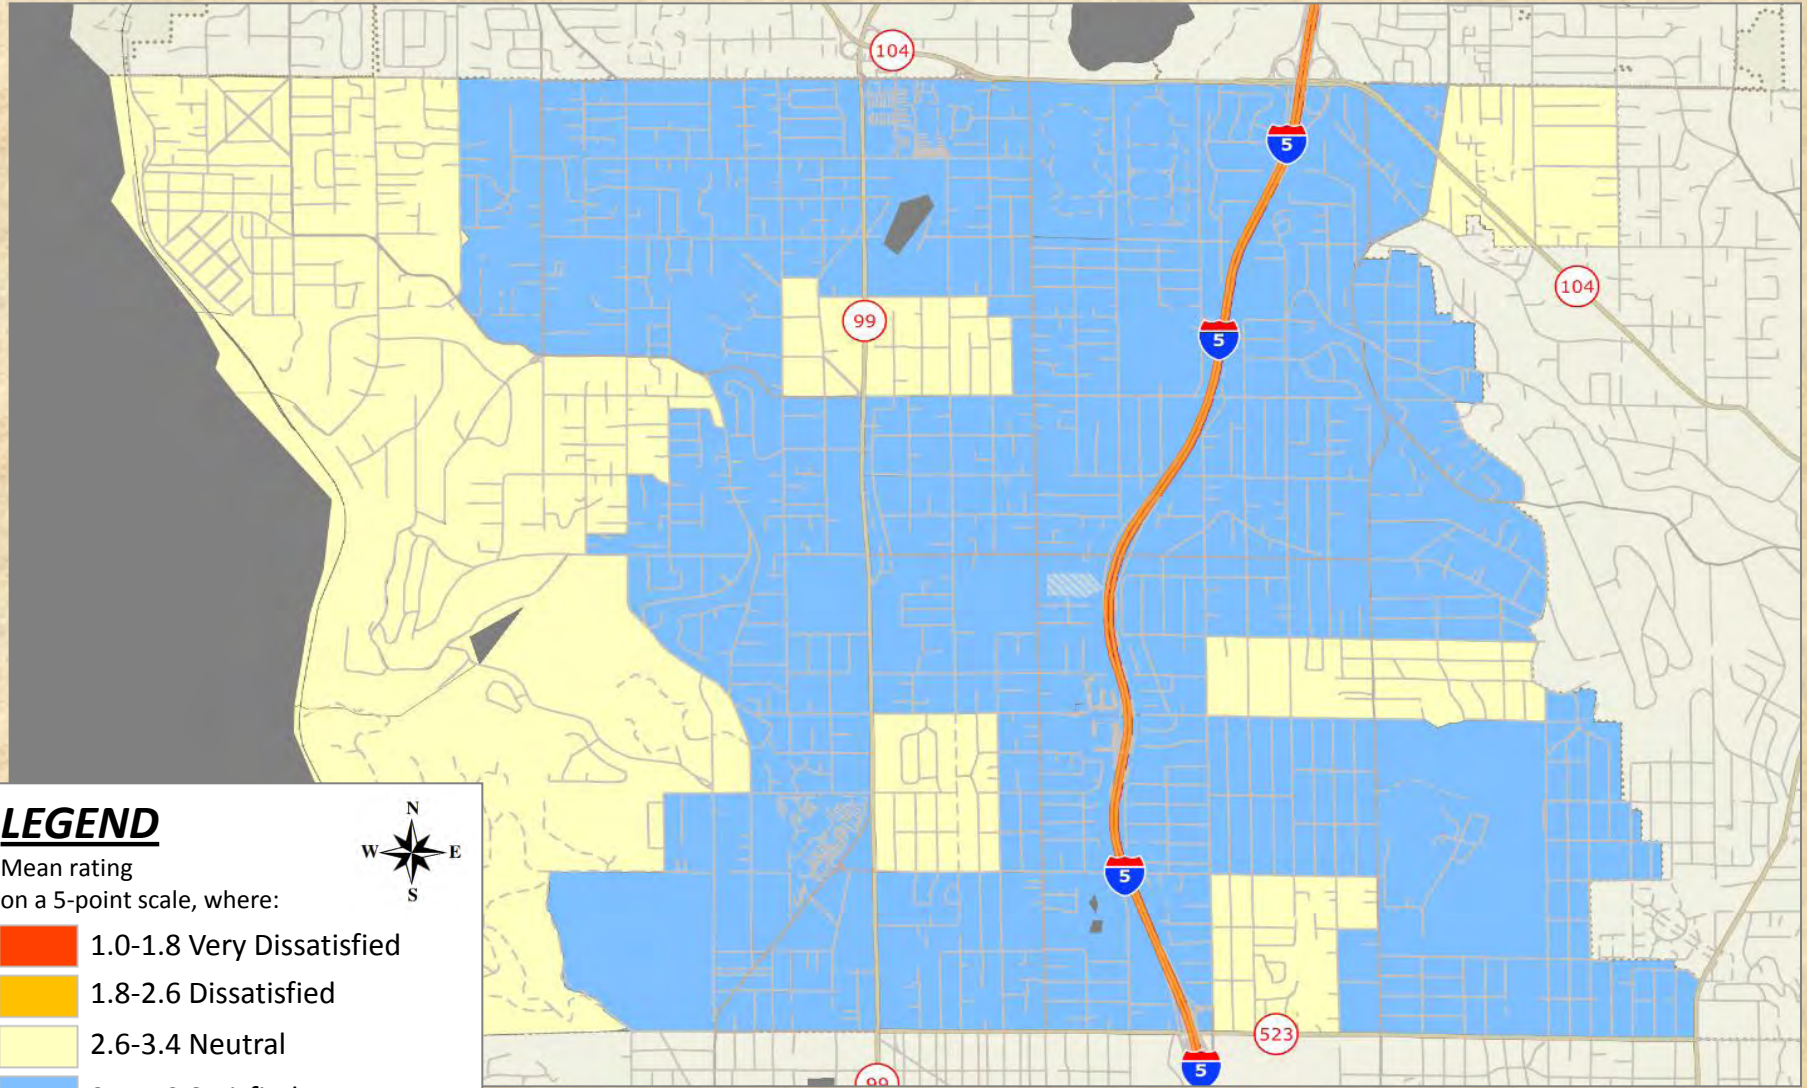 104
5
104
99
5
LEGEND
N
W E
S
Mean rating
on a 5-point scale, where:
5
1.0-1.8 Very Dissatisfied
1.8-2.6 Dissatisfied
2.6-3.4 Neutral
523
5
99